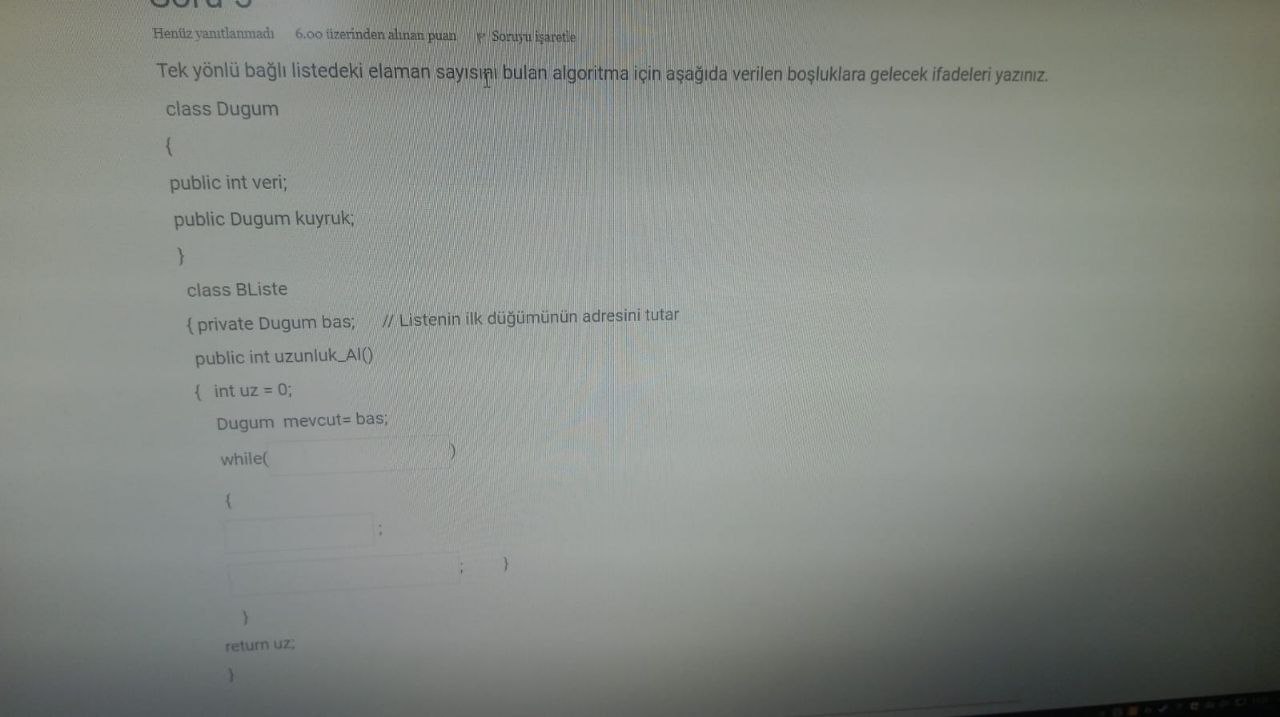 Henüz yanıtlanmadı 6.00 üzerinden alınan puan Soruyu işaretle
Tek yönlü bağlı listedeki elaman sayısını bulan algoritma için aşağıda verilen boşluklara gelecek ifadeleri yazınız.
class Dugum
{
public int veri;
public Dugum kuyruk;
}
class BListe
{ private Dugum bas; // Listenin ilk düğümünün adresini tutar
public int uzunluk_Al()
{ int uz = 0;
Dugum mevcut= bas;
while( )
{
;
; }
}
return uz;
}